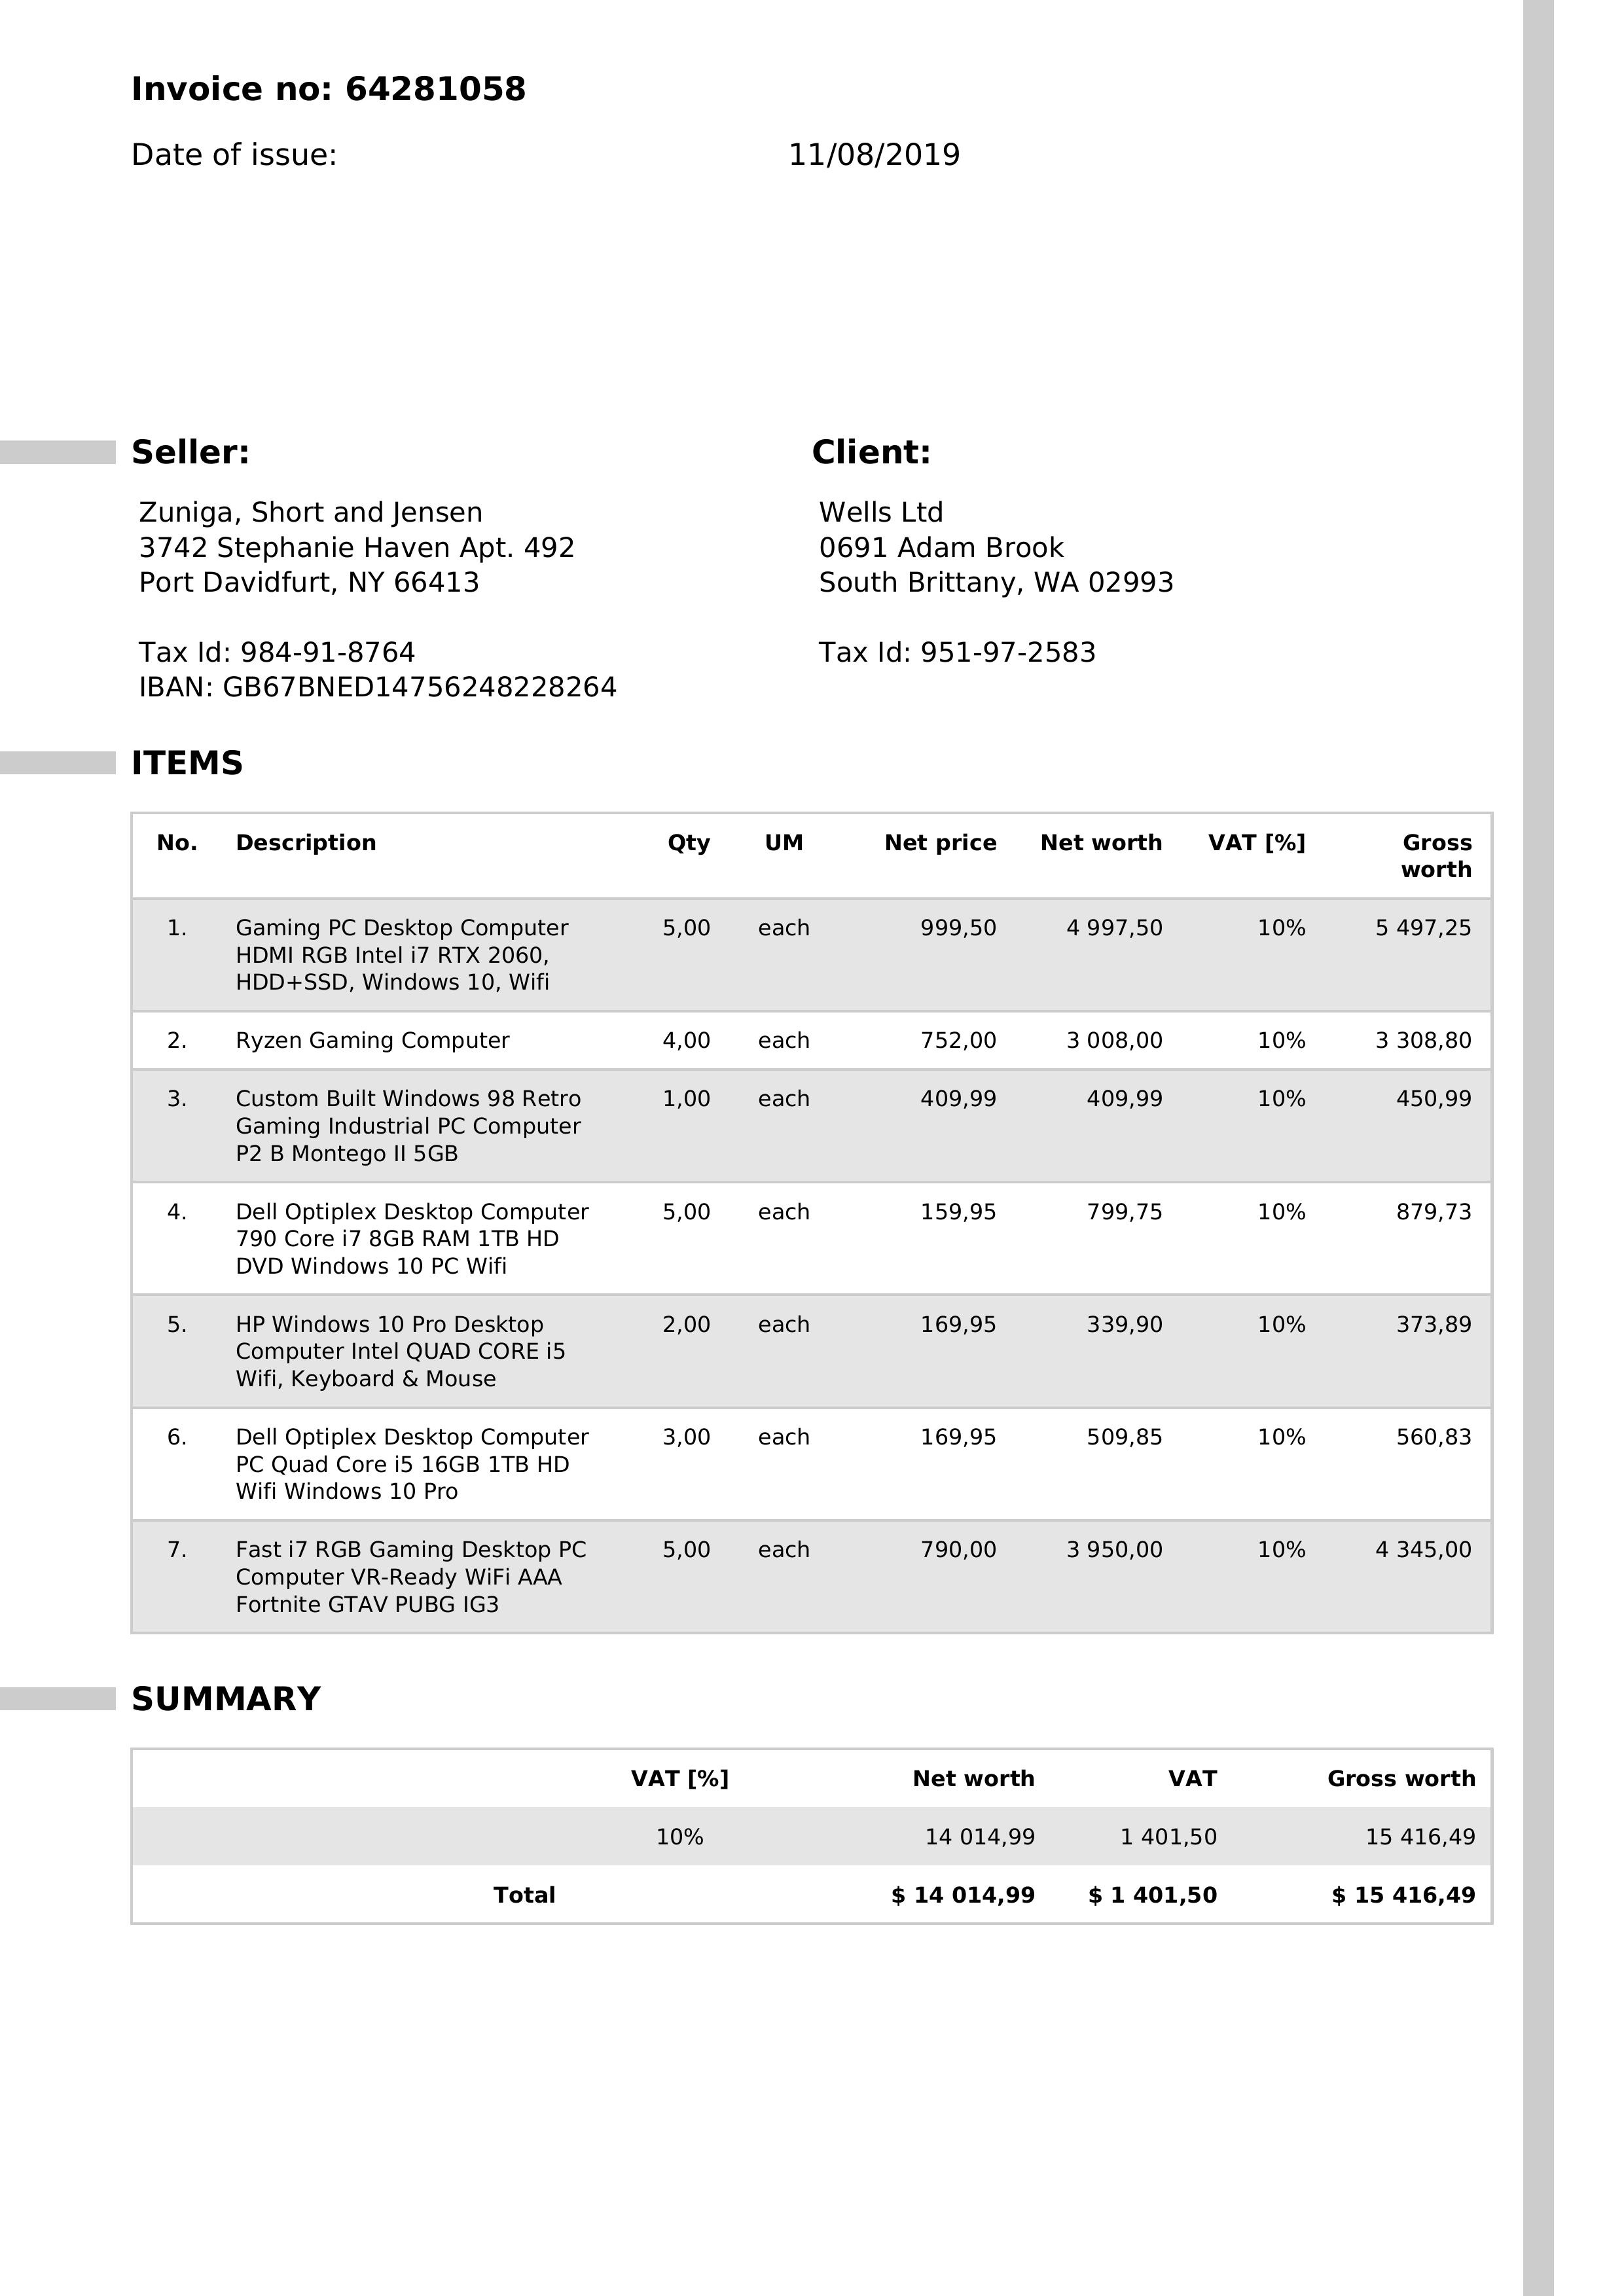 Invoice no: 64281058
Date of issue: 11/08/2019
Seller:
Zuniga, Short and Jensen
3742 Stephanie Haven Apt. 492
Port Davidfurt, NY 66413
Tax Id: 984-91-8764
IBAN: GB67BNED14756248228264
Client:
Wells Ltd
0691 Adam Brook
South Brittany, WA 02993
Tax Id: 951-97-2583
ITEMS
No. Description Qty UM Net price Net worth VAT [%] Gross
worth
1. Gaming PC Desktop Computer 5,00 each 999,50 4 997,50 10% 5 497,25
HDMI RGB Intel i7 RTX 2060,
HDD+SSD, Windows 10, Wifi
2. Ryzen Gaming Computer 4,00 each 752,00 3 008,00 10% 3 308,80
3. Custom Built Windows 98 Retro 1,00 each 409,99 409,99 10% 450,99
Gaming Industrial PC Computer
P2 B Montego II 5GB
4. Dell Optiplex Desktop Computer 5,00 each 159,95 799,75 10% 879,73
790 Core i7 8GB RAM 1TB HD
DVD Windows 10 PC Wifi
5. HP Windows 10 Pro Desktop 2,00 each 169,95 339,90 10% 373,89
Computer Intel QUAD CORE i5
Wifi, Keyboard & Mouse
6. Dell Optiplex Desktop Computer 3,00 each 169,95 509,85 10% 560,83
PC Quad Core i5 16GB 1TB HD
Wifi Windows 10 Pro
7. Fast i7 RGB Gaming Desktop PC 5,00 each 790,00 3 950,00 10% 4 345,00
Computer VR-Ready WiFi AAA
Fortnite GTAV PUBG IG3
SUMMARY
VAT [%] Net worth VAT Gross worth
10% 14 014,99 1 401,50 15 416,49
Total $ 14 014,99 $ 1 401,50 $ 15 416,49